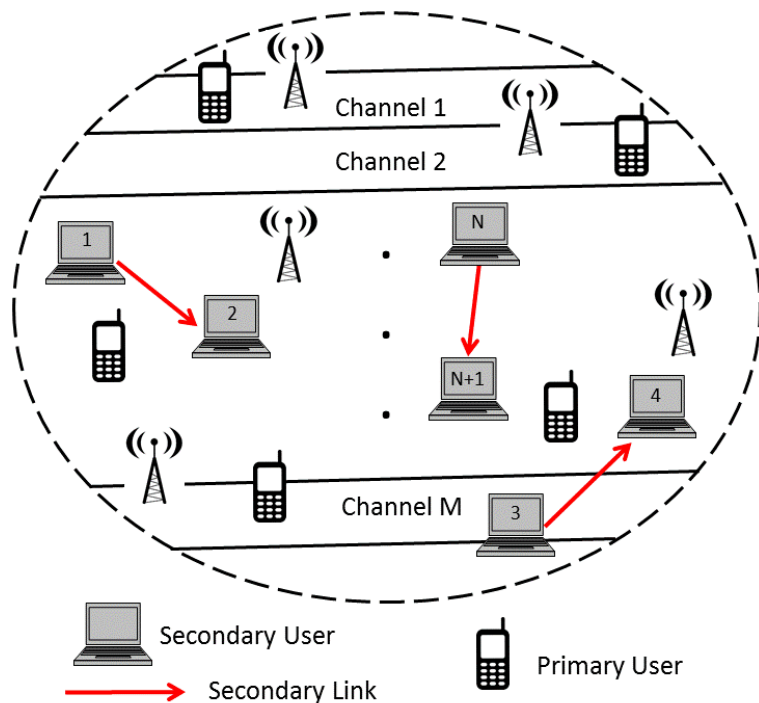 Channel 1
Channel 2
1
N
2
N+1
4
Channel M
3
Secondary User
Primary User
Secondary Link